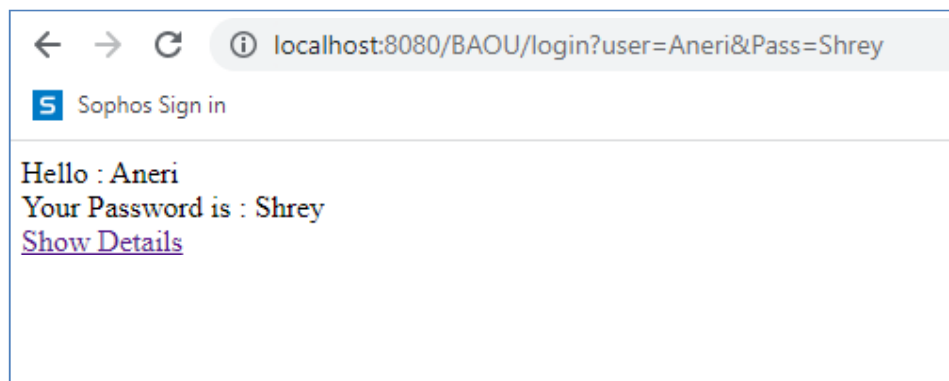 localhost:8080/BAOU/login?user=Aneri&Pass=Shrey
S Sophos Sign in
Hello : Aneri
Your Password is : Shrey
Show Details